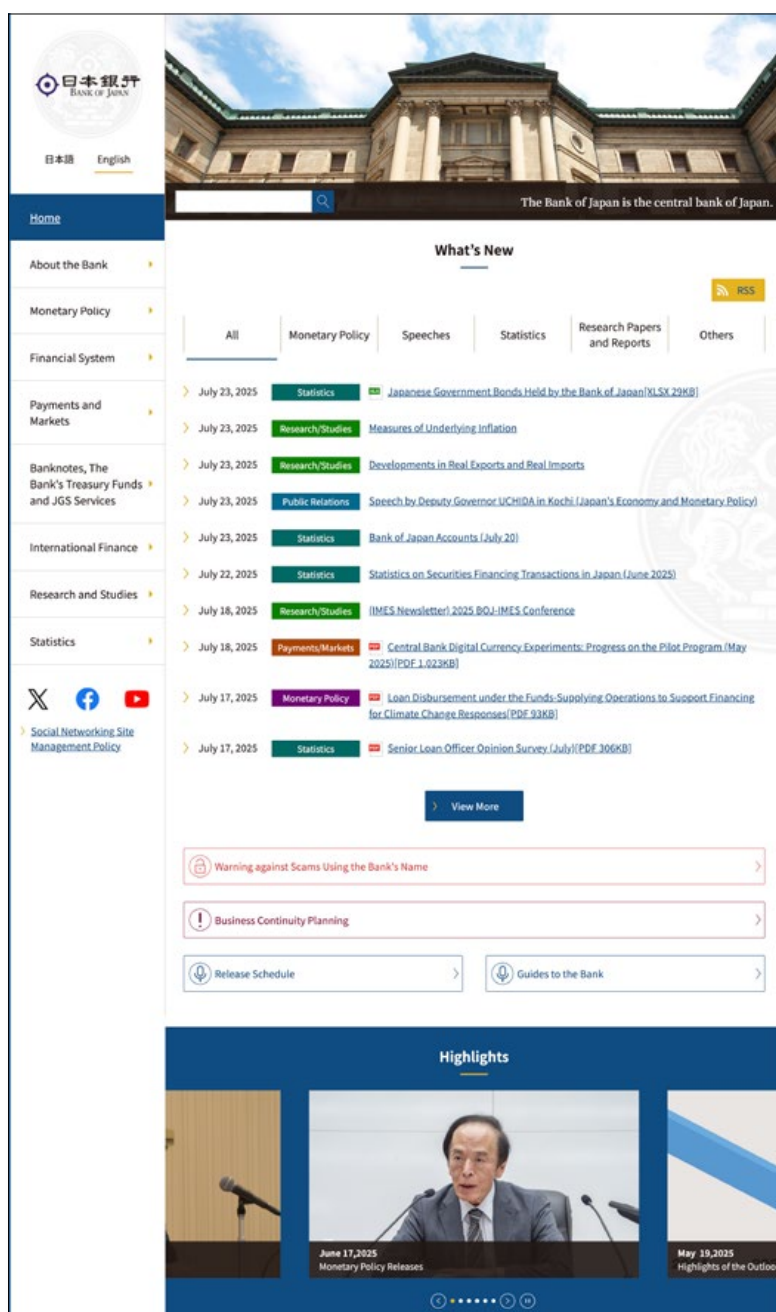 日本銀行
BANK OF JAPAN
日本語 English
Home
About the Bank
Monetary Policy
Financial System
Payments and
Markets
Banknotes, The
Bank's Treasury Funds
and JGS Services
International Finance
Research and Studies
Statistics
Social Networking Site
Management Policy
The Bank of Japan is the central bank of Japan.
What's New
RSS
All Monetary Policy Speeches Statistics Research Papers
and Reports Others
July 23, 2025 Statistics Japanese Government Bonds Held by the Bank of Japan[XLSX 29KB]
July 23, 2025 Research/Studies Measures of Underlying Inflation
July 23, 2025 Research/Studies Developments in Real Exports and Real Imports
July 23, 2025 Public Relations Speech by Deputy Governor UCHIDA in Kochi (Japan's Economy and Monetary Policy)
July 23, 2025 Statistics Bank of Japan Accounts (July 20)
July 22, 2025 Statistics Statistics on Securities Financing Transactions in Japan (June 2025)
July 18, 2025 Research/Studies (IMES Newsletter) 2025 BOJ-IMES Conference
July 18, 2025 Payments/Markets Central Bank Digital Currency Experiments: Progress on the Pilot Program (May
2025)[PDF 1,023KB]
July 17, 2025 Monetary Policy Loan Disbursement under the Funds-Supplying Operations to Support Financing
for Climate Change Responses[PDF 93KB]
July 17, 2025 Statistics Senior Loan Officer Opinion Survey (July)[PDF 306KB]
View More
Warning against Scams Using the Bank's Name
Business Continuity Planning
Release Schedule Guides to the Bank
Highlights
June 17,2025
Monetary Policy Releases
May 19,2025
Highlights of the Outloo